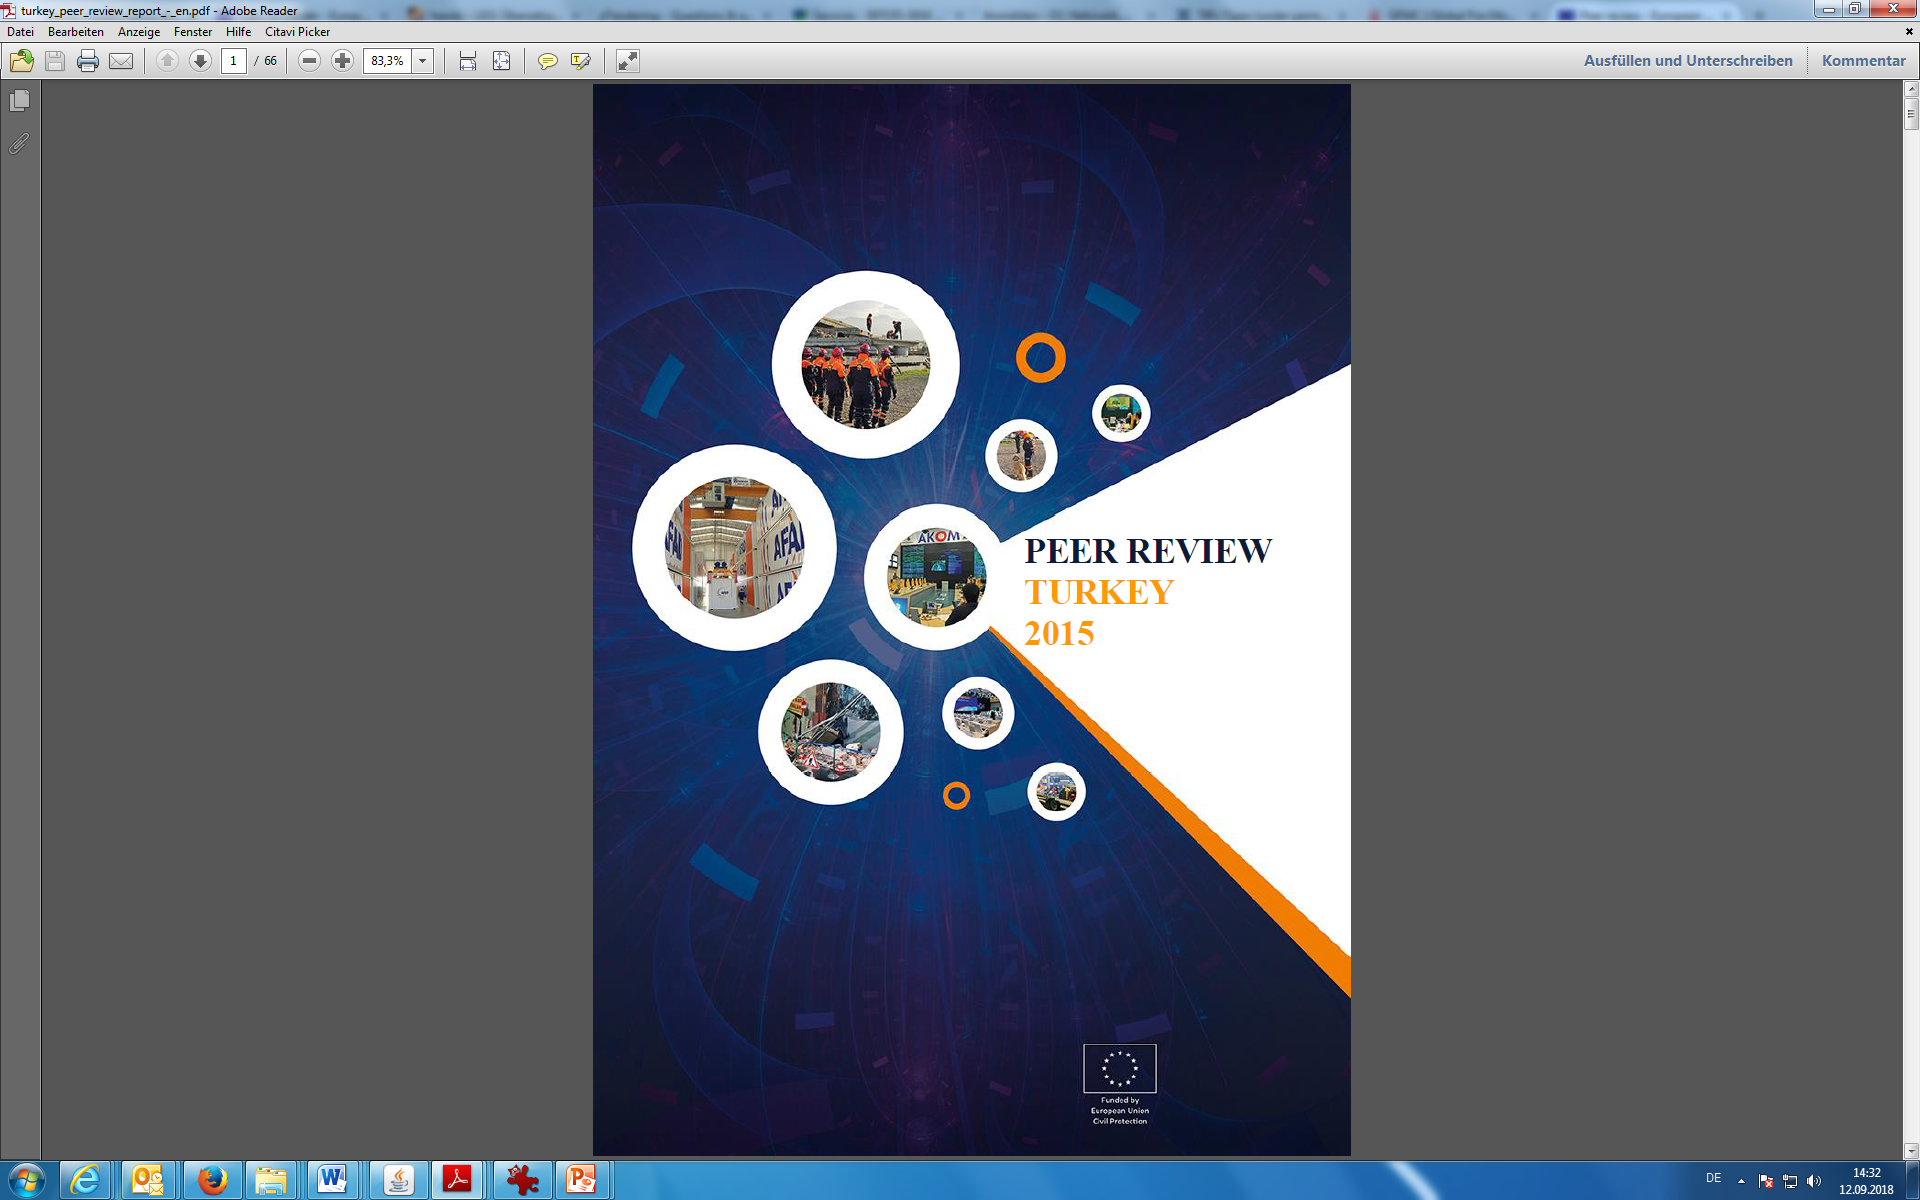 turkey_peer_review_report_-_en.pdf - Adobe Reader
Datei Bearbeiten Anzeige Fenster Hilfe Citavi Picker
1 / 66 83,3% Ausfüllen und Unterschreiben Kommentar
AFAD
AFAD
AKOM
PEER REVIEW
TURKEY
2015
Funded by
European Union
Civil Protection
DE
14:32
12.09.2018